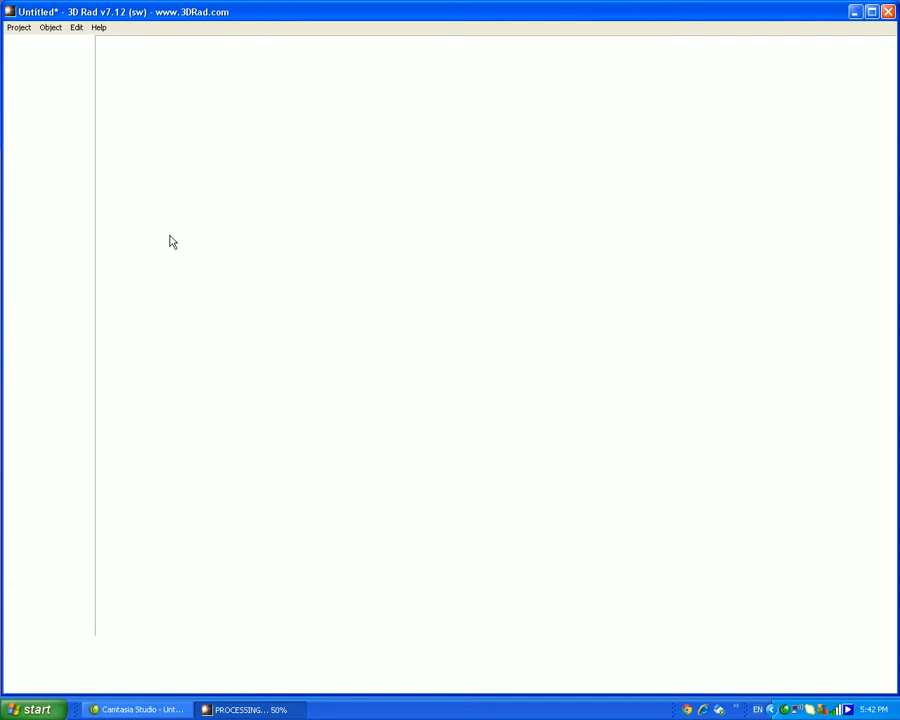 Untitled* - 3D Rad v7.12 (sw) - www.3DRad.com
Project Object Edit Help
start Camtasia Studio - Unt... PROCESSING... 50% EN 5:42 PM